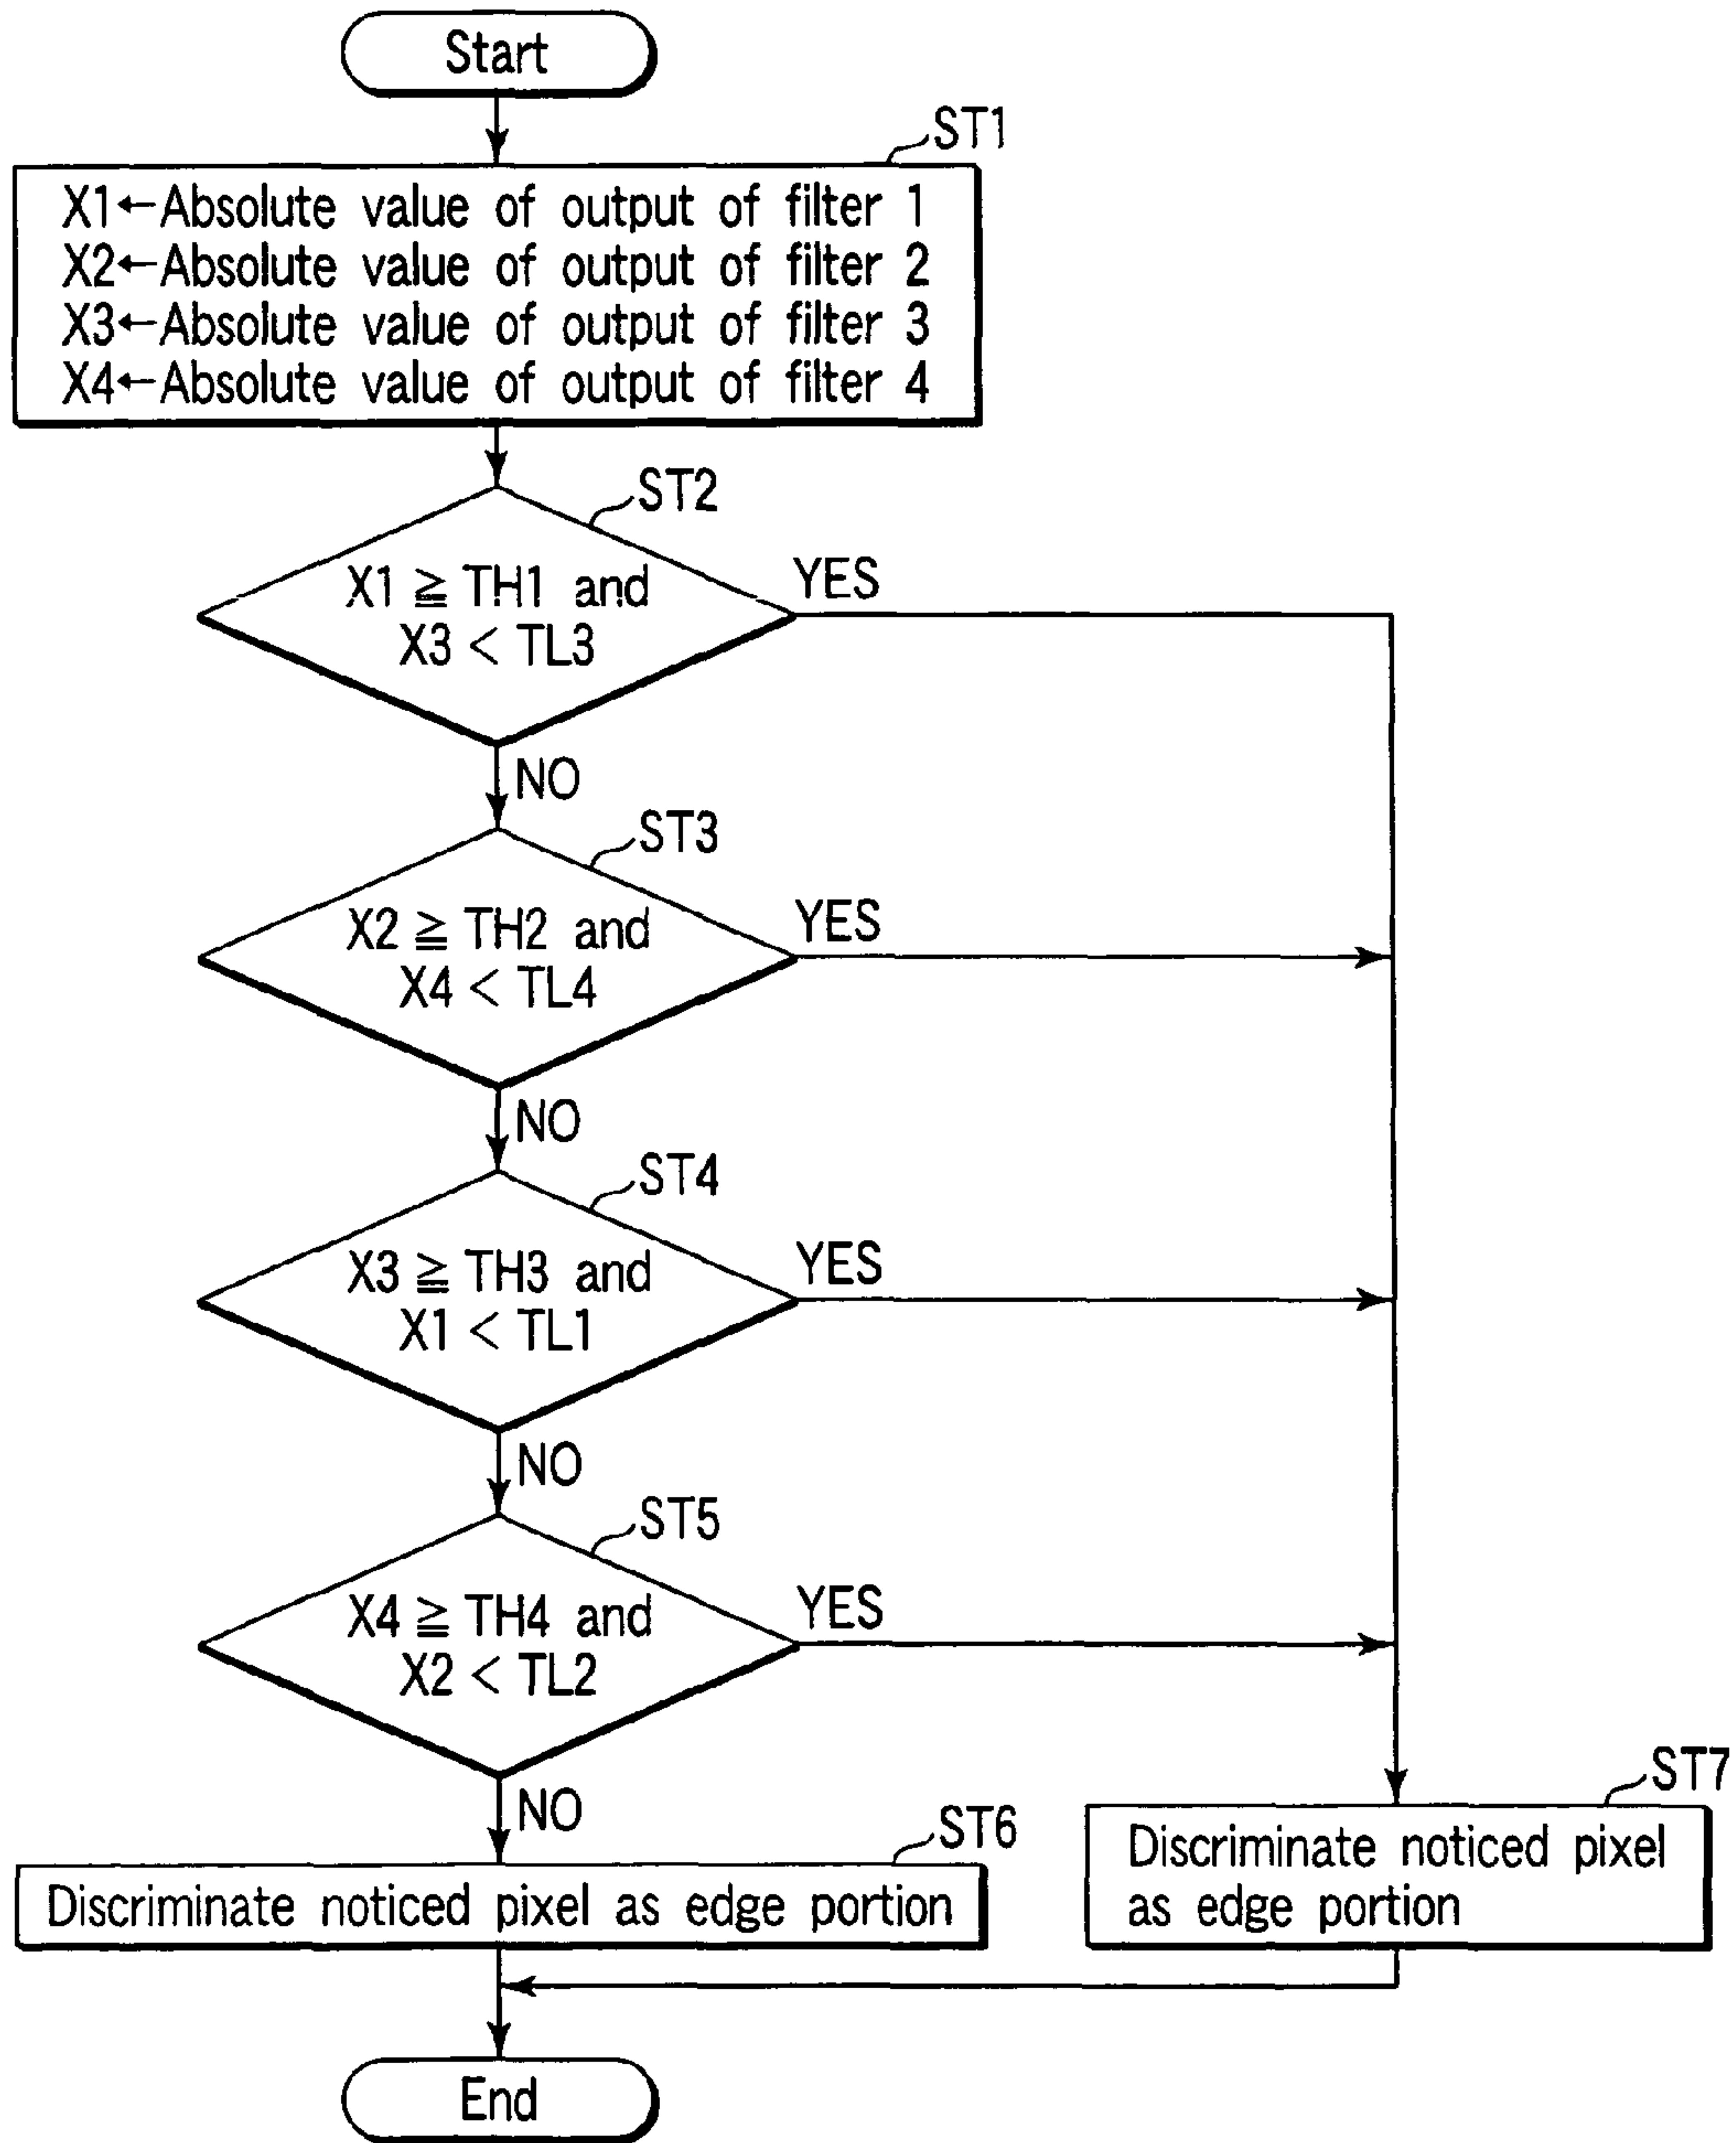 Start
ST1
X1←Absolute value of output of filter 1
X2←Absolute value of output of filter 2
X3←Absolute value of output of filter 3
X4←Absolute value of output of filter 4
ST2
X1 ≧ TH1 and
X3 < TL3
YES
NO
ST3
X2 ≧ TH2 and
X4 < TL4
YES
NO
ST4
X3 ≧ TH3 and
X1 < TL1
YES
NO
ST5
X4 ≧ TH4 and
X2 < TL2
YES
NO
ST6
Discriminate noticed pixel as edge portion
ST7
Discriminate noticed pixel
as edge portion
End